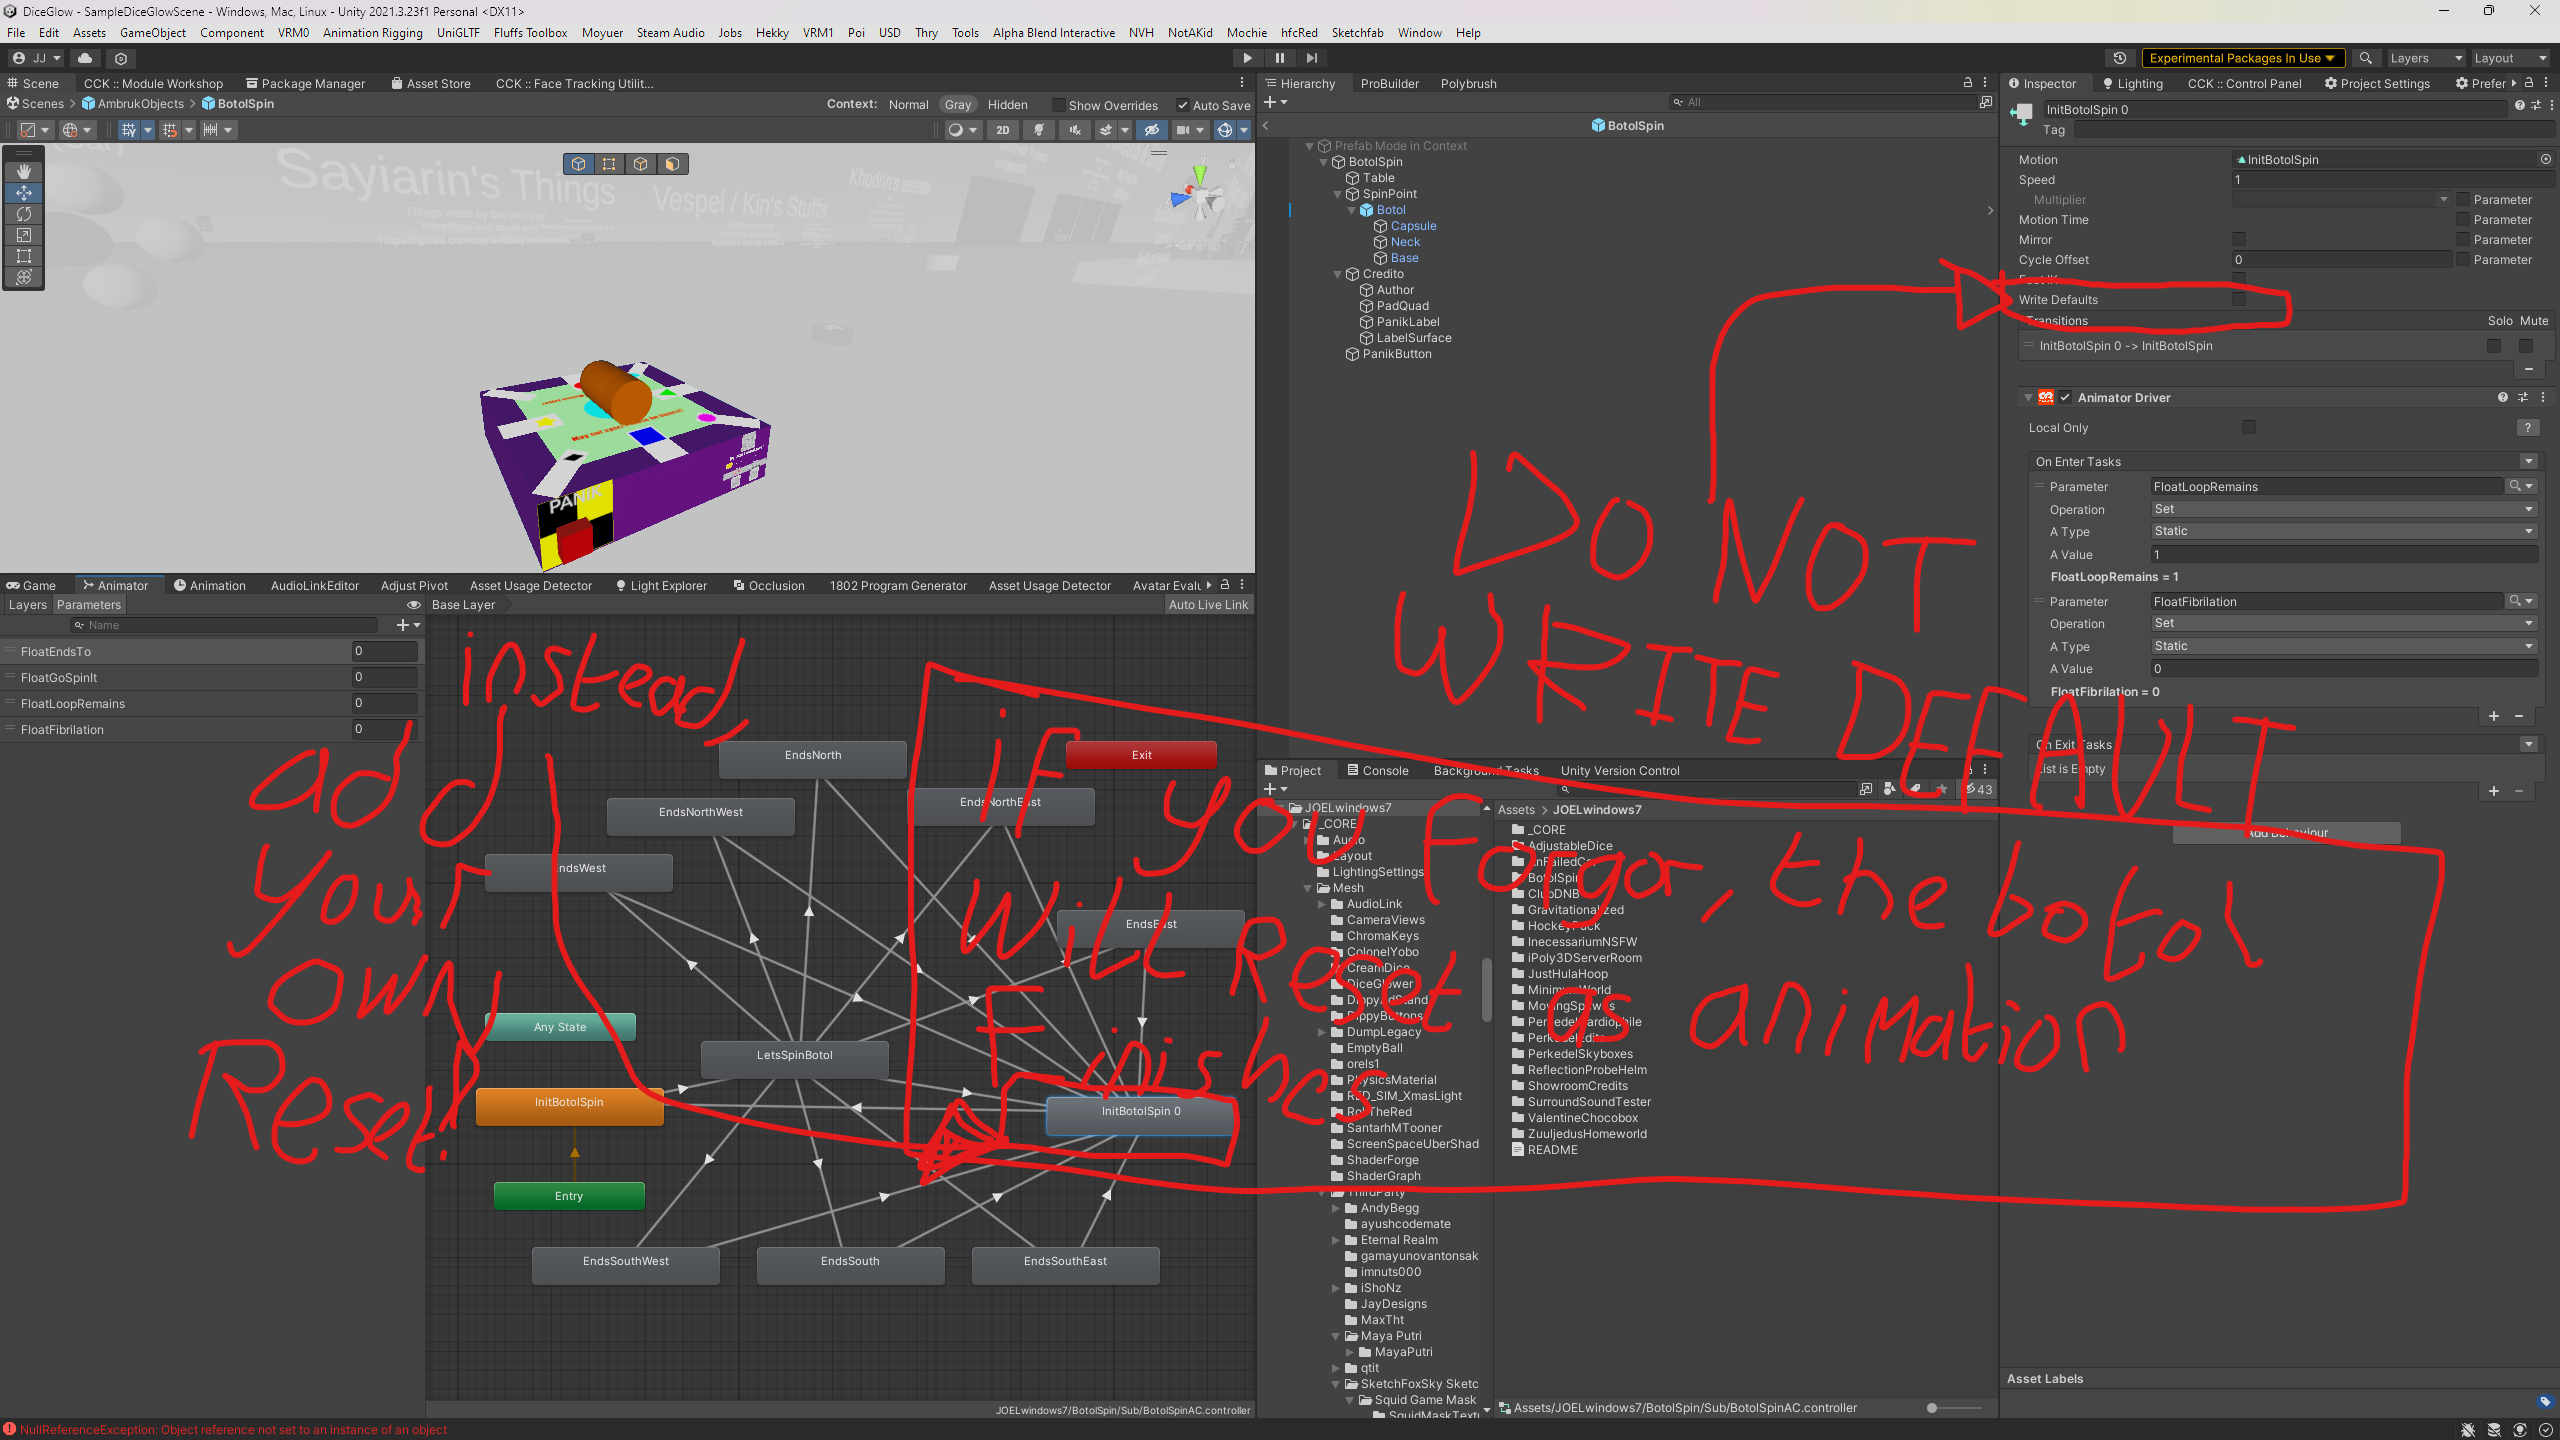 DiceGlow - SampleDiceGlowScene - Windows, Mac, Linux - Unity 2021.3.23f1 Personal <DX11>
File Edit Assets GameObject Component VRM0 Animation Rigging UniGLTF Fluffs Toolbox Moyuer Steam Audio Jobs Hekky VRM1 Poi USD Thry Tools Alpha Blend Interactive NVH NotAKid Mochie hfcRed Sketchfab Window Help
JJ
Experimental Packages In Use
Layers
Layout
Scene
CCK :: Module Workshop
Package Manager
Asset Store
CCK :: Face Tracking Utilit...
Scenes > AmbrukObjects > BotolSpin
Context: Normal Gray Hidden Show Overrides Auto Save
2D
Sayiarin's Things
Vespei / Kin's Stuffs
Khodrin's assets
Persp
PANIK
Hierarchy
ProBuilder
Polybrush
All
BotolSpin
Prefab Mode in Context
BotolSpin
Table
SpinPoint
Botol
Capsule
Neck
Base
Credito
Author
PadQuad
PanikLabel
LabelSurface
PanikButton
Inspector
Lighting
CCK :: Control Panel
Project Settings
Prefer
InitBotolSpin 0
Tag
Motion InitBotolSpin
Speed 1
Multiplier Parameter
Motion Time Parameter
Mirror Parameter
Cycle Offset 0 Parameter
Write Defaults
Transitions Solo Mute
InitBotolSpin 0 -> InitBotolSpin
Animator Driver
Local Only
?
On Enter Tasks
Parameter FloatLoopRemains
Operation Set
A Type Static
A Value 1
FloatLoopRemains = 1
Parameter FloatFibrilation
Operation Set
A Type Static
A Value 0
FloatFibrilation = 0
On Exit Tasks
List is Empty
Add Behaviour
Asset Labels
DO NOT
WRITE DEFAULT
Game
Animator
Animation
AudioLinkEditor
Adjust Pivot
Asset Usage Detector
Light Explorer
Occlusion
1802 Program Generator
Asset Usage Detector
Avatar Evalu
Layers
Parameters
Base Layer
Auto Live Link
Name
FloatEndsTo 0
FloatGoSpinIt 0
FloatLoopRemains 0
FloatFibrilation 0
EndsNorth
Exit
EndsNorthWest
EndsNorthEast
EndsWest
EndsEast
Any State
LetsSpinBotol
InitBotolSpin
InitBotolSpin 0
Entry
EndsSouthWest
EndsSouth
EndsSouthEast
JOELwindows7/BotolSpin/Sub/BotolSpinAC.controller
instead,
add
your
own
Reset!
if you forgor, the botol
will Reset as animation
Finishes
Project
Console
Background Tasks
Unity Version Control
43
JOELwindows7
_CORE
Audio
Layout
LightingSettings
Mesh
AudioLink
CameraViews
ChromaKeys
ColonelYobo
CreamDice
DiceGlower
DippyAdStand
DippyButtons
DumpLegacy
EmptyBall
orels1
PhysicsMaterial
RED_SIM_XmasLight
RollTheRed
SantarhMTooner
ScreenSpaceUberShad
ShaderForge
ShaderGraph
ThirdParty
AndyBegg
ayushcodemate
Eternal Realm
gamayunovantonsak
imnuts000
iShoNz
JayDesigns
MaxTht
Maya Putri
MayaPutri
qtit
SketchFoxSky Sketc
Squid Game Mask
SquidMaskTextu
Assets > JOELwindows7
_CORE
AdjustableDice
BotolSpin
ClubDNB
Gravitationalized
HockeyPuck
InecessariumNSFW
iPoly3DServerRoom
JustHulaHoop
MinimumWorld
MovingSpawns
PerkedelCardiophile
PerkedelSkyboxes
ReflectionProbeHelm
ShowroomCredits
SurroundSoundTester
ValentineChocobox
ZuuljedusHomeworld
README
Assets/JOELwindows7/BotolSpin/Sub/BotolSpinAC.controller
NullReferenceException: Object reference not set to an instance of an object